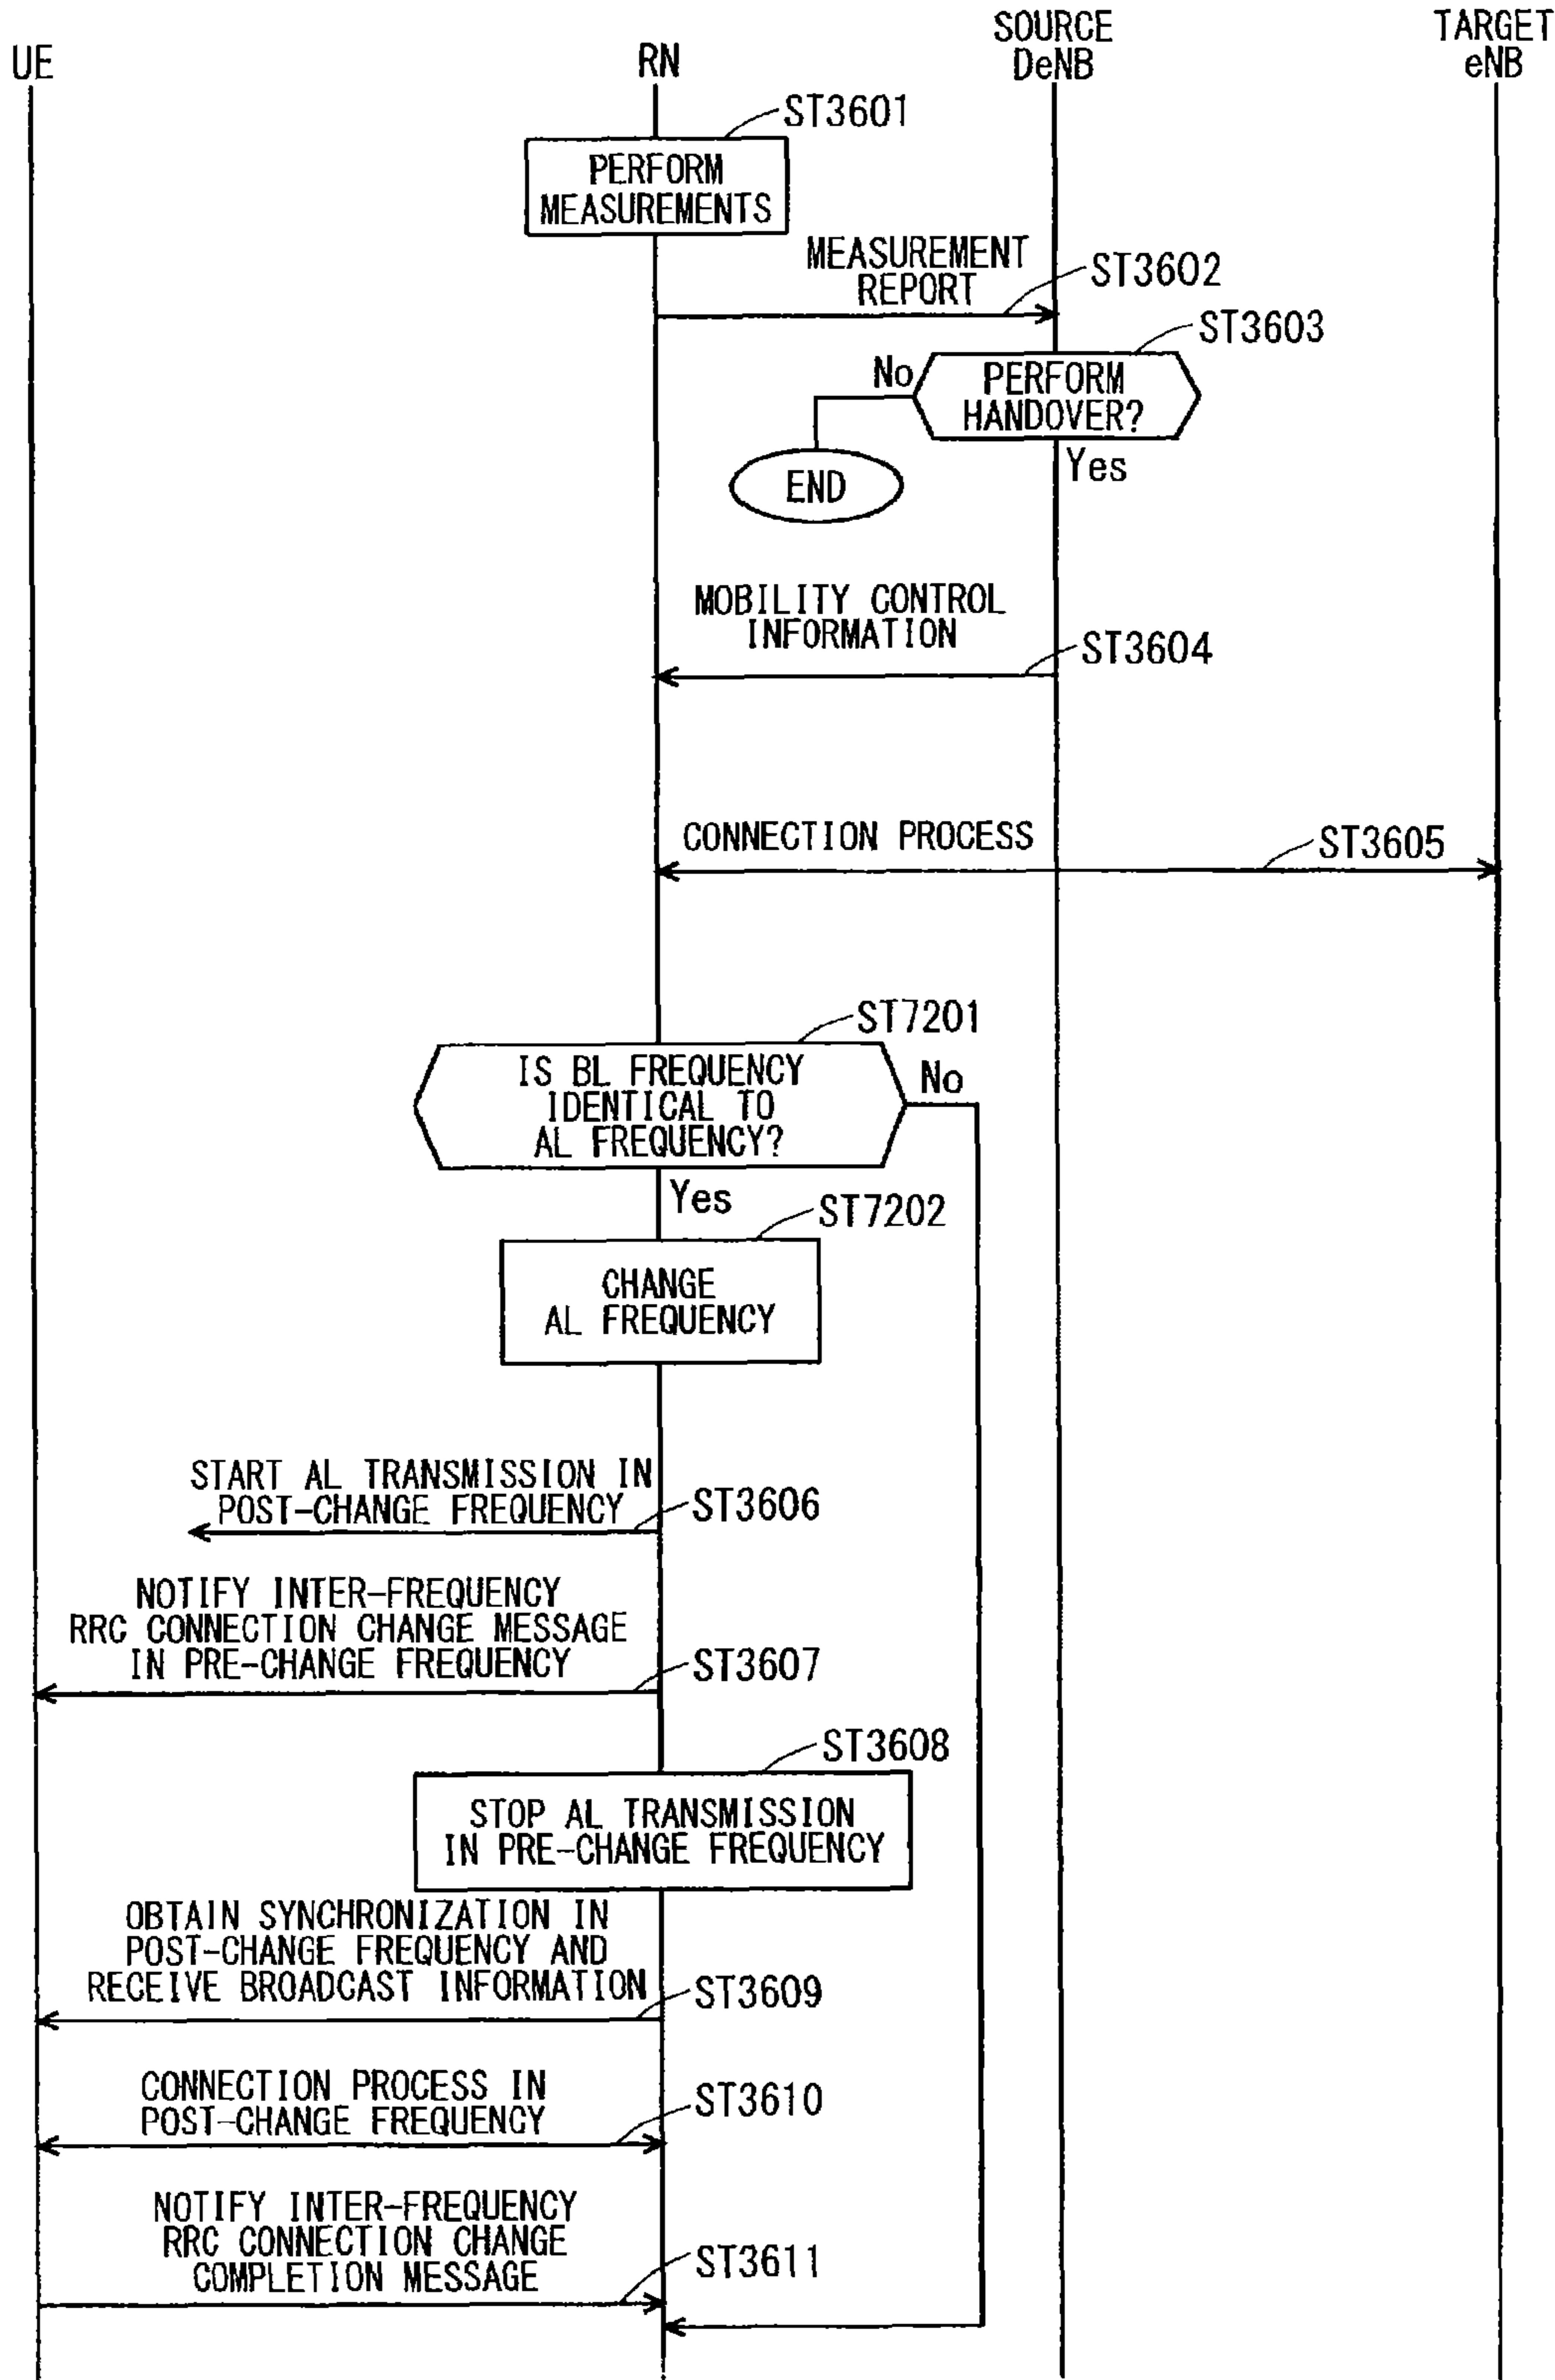 UE
RN
SOURCE
DeNB
TARGET
eNB
ST3601
PERFORM
MEASUREMENTS
MEASUREMENT
REPORT
ST3602
ST3603
No
PERFORM
HANDOVER?
Yes
END
MOBILITY CONTROL
INFORMATION
ST3604
CONNECTION PROCESS
ST3605
ST7201
IS BL FREQUENCY
IDENTICAL TO
AL FREQUENCY?
No
Yes
ST7202
CHANGE
AL FREQUENCY
START AL TRANSMISSION IN
POST-CHANGE FREQUENCY
ST3606
NOTIFY INTER-FREQUENCY
RRC CONNECTION CHANGE MESSAGE
IN PRE-CHANGE FREQUENCY
ST3607
ST3608
STOP AL TRANSMISSION
IN PRE-CHANGE FREQUENCY
OBTAIN SYNCHRONIZATION IN
POST-CHANGE FREQUENCY AND
RECEIVE BROADCAST INFORMATION
ST3609
CONNECTION PROCESS IN
POST-CHANGE FREQUENCY
ST3610
NOTIFY INTER-FREQUENCY
RRC CONNECTION CHANGE
COMPLETION MESSAGE
ST3611